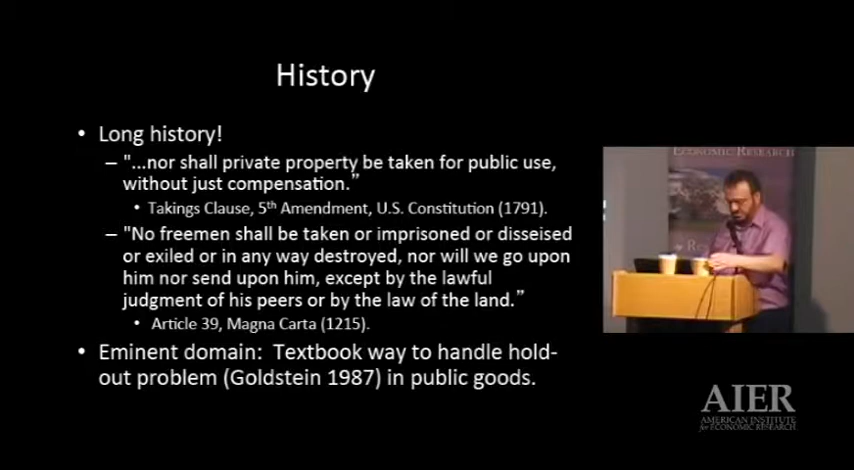 History
• Long history!
– "...nor shall private property be taken for public use,
without just compensation.”
• Takings Clause, 5th Amendment, U.S. Constitution (1791).
– "No freemen shall be taken or imprisoned or disseised
or exiled or in any way destroyed, nor will we go upon
him nor send upon him, except by the lawful
judgment of his peers or by the law of the land.”
• Article 39, Magna Carta (1215).
• Eminent domain: Textbook way to handle hold-
out problem (Goldstein 1987) in public goods.
Economic Research
AIER
AMERICAN INSTITUTE
for ECONOMIC RESEARCH